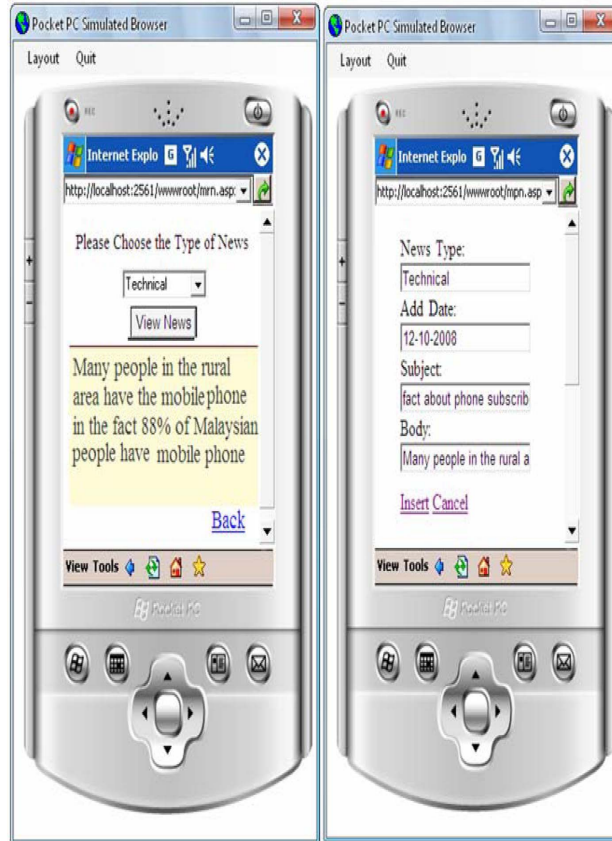 Pocket PC Simulated Browser
Layout Quit
REC
Internet Explo G
http://localhost:2561/wwwroot/mrn.asp
Please Choose the Type of News
Technical
View News
Many people in the rural
area have the mobile phone
in the fact 88% of Malaysian
people have mobile phone
Back
View Tools
Pocket PC
Pocket PC Simulated Browser
Layout Quit
REC
Internet Explo G
http://localhost:2561/wwwroot/mpn.asp
News Type:
Technical
Add Date:
12-10-2008
Subject:
fact about phone subscrib
Body:
Many people in the rural a
Insert Cancel
View Tools
Pocket PC